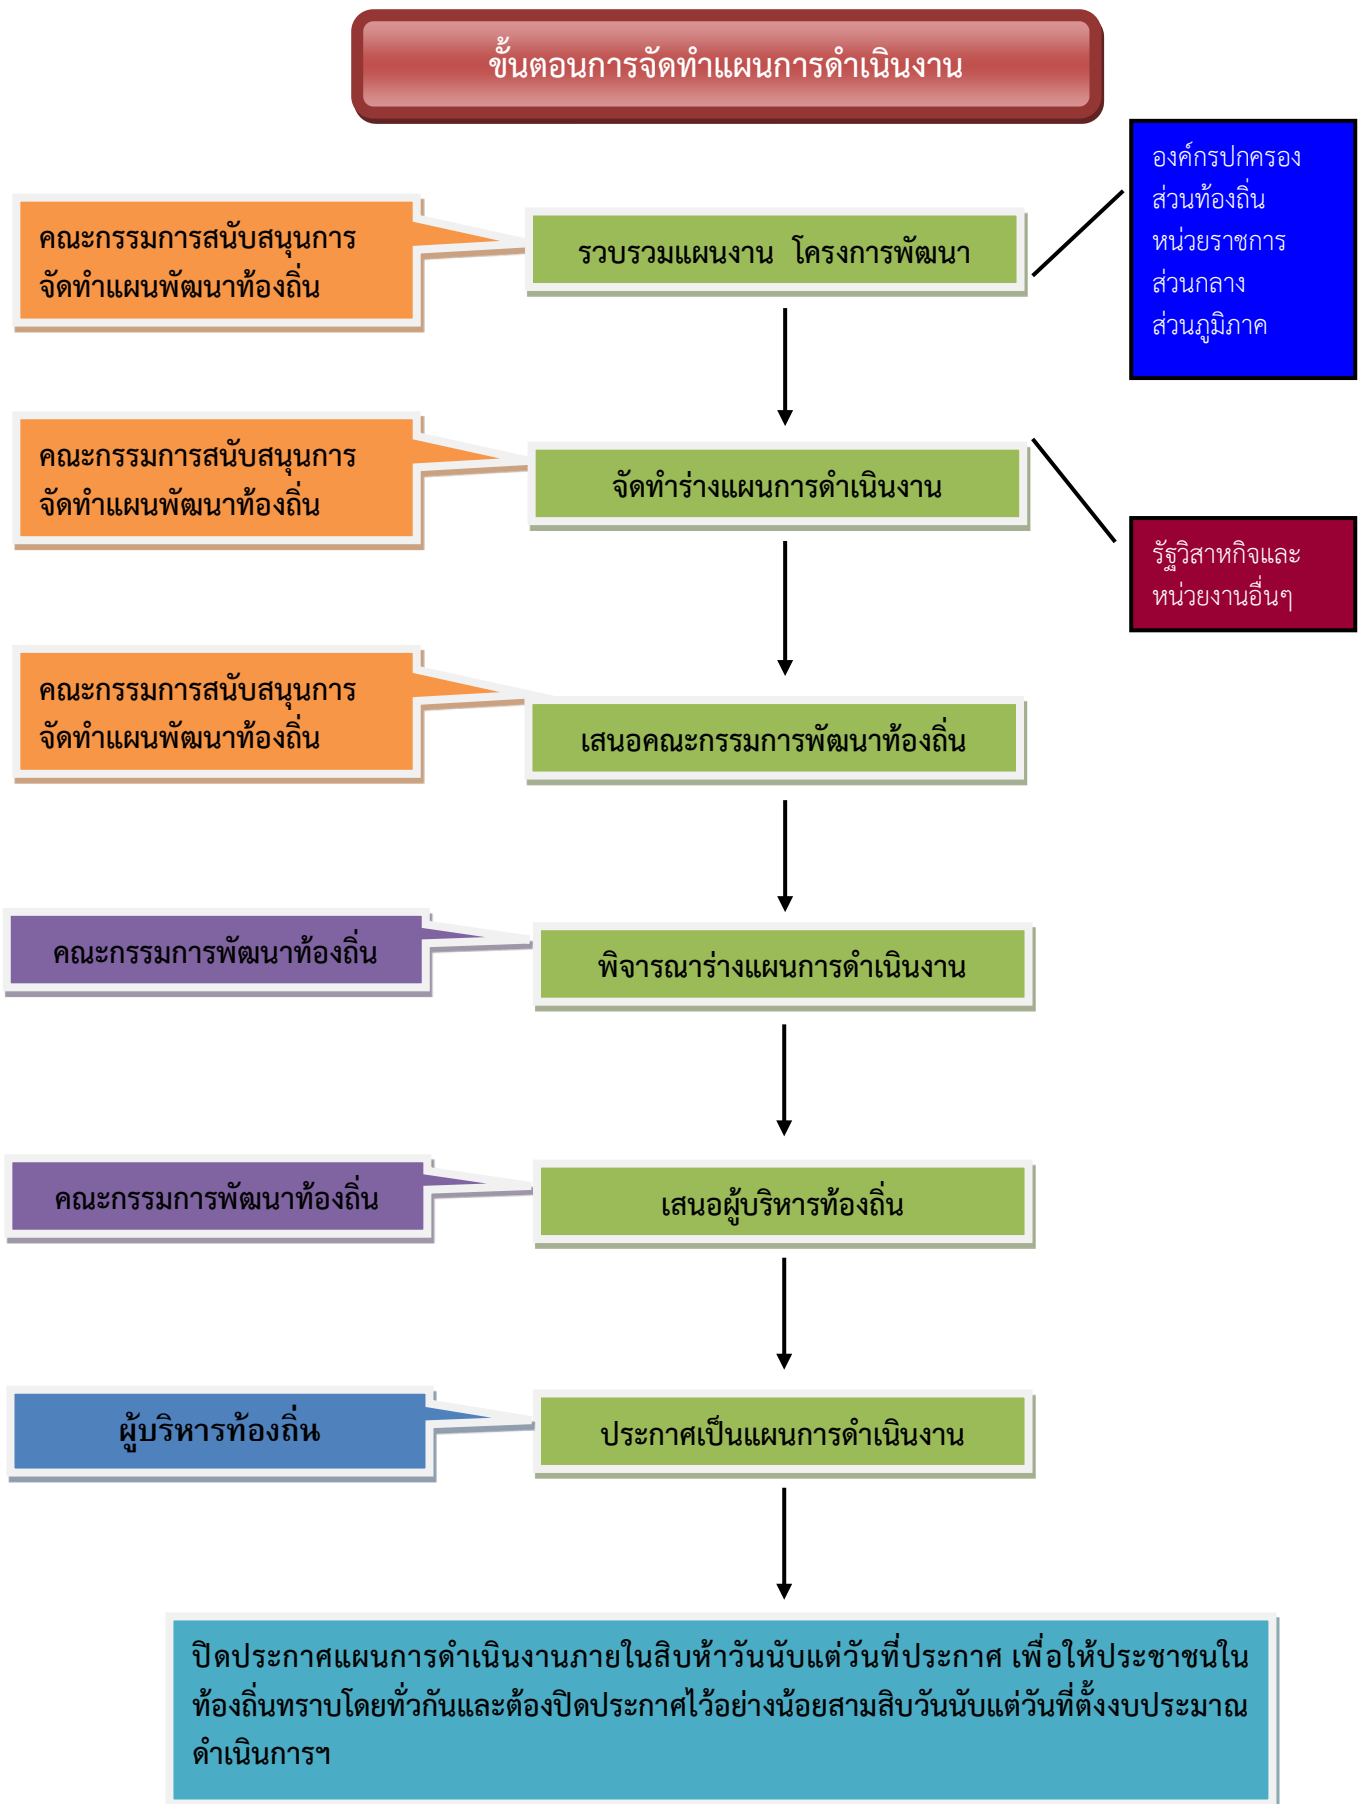 ขั้นตอนการจัดทำแผนการดำเนินงาน
องค์กรปกครอง
ส่วนท้องถิ่น
หน่วยราชการ
ส่วนกลาง
ส่วนภูมิภาค
คณะกรรมการสนับสนุนการ
จัดทำแผนพัฒนาท้องถิ่น
รวบรวมแผนงาน โครงการพัฒนา
คณะกรรมการสนับสนุนการ
จัดทำแผนพัฒนาท้องถิ่น
จัดทำร่างแผนการดำเนินงาน
รัฐวิสาหกิจและ
หน่วยงานอื่นๆ
คณะกรรมการสนับสนุนการ
จัดทำแผนพัฒนาท้องถิ่น
เสนอคณะกรรมการพัฒนาท้องถิ่น
คณะกรรมการพัฒนาท้องถิ่น
พิจารณาร่างแผนการดำเนินงาน
คณะกรรมการพัฒนาท้องถิ่น
เสนอผู้บริหารท้องถิ่น
ผู้บริหารท้องถิ่น
ประกาศเป็นแผนการดำเนินงาน
ปิดประกาศแผนการดำเนินงานภายในสิบห้าวันนับแต่วันที่ประกาศ เพื่อให้ประชาชนใน
ท้องถิ่นทราบโดยทั่วกันและต้องปิดประกาศไว้อย่างน้อยสามสิบวันนับแต่วันที่ตั้งงบประมาณ
ดำเนินการฯ